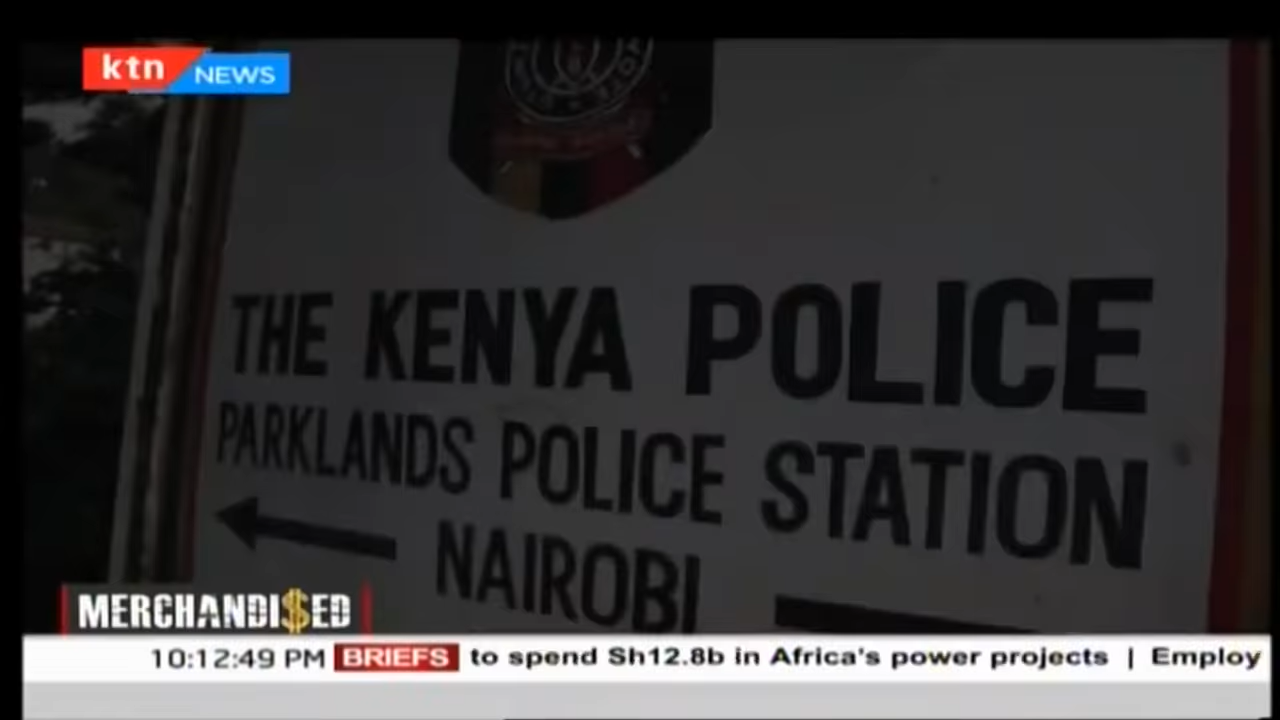 ktn NEWS
THE KENYA POLICE
PARKLANDS POLICE STATION
NAIROBI
MERCHANDI$ED
10:12:49 PM BRIEFS to spend Sh12.8b in Africa's power projects | Employ